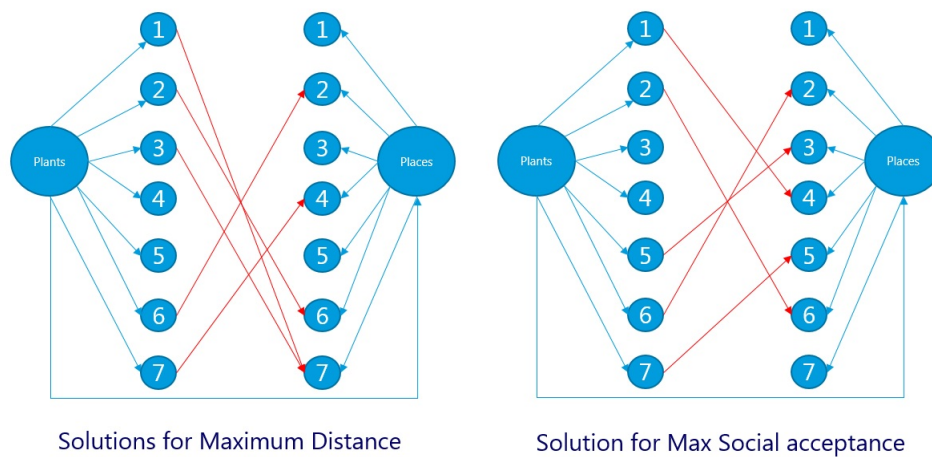 1 1 1 1
2 2 2 2
3 3 3 3
Plants Places Plants Places
4 4 4 4
5 5 5 5
6 6 6 6
7 7 7 7
Solutions for Maximum Distance
Solution for Max Social acceptance